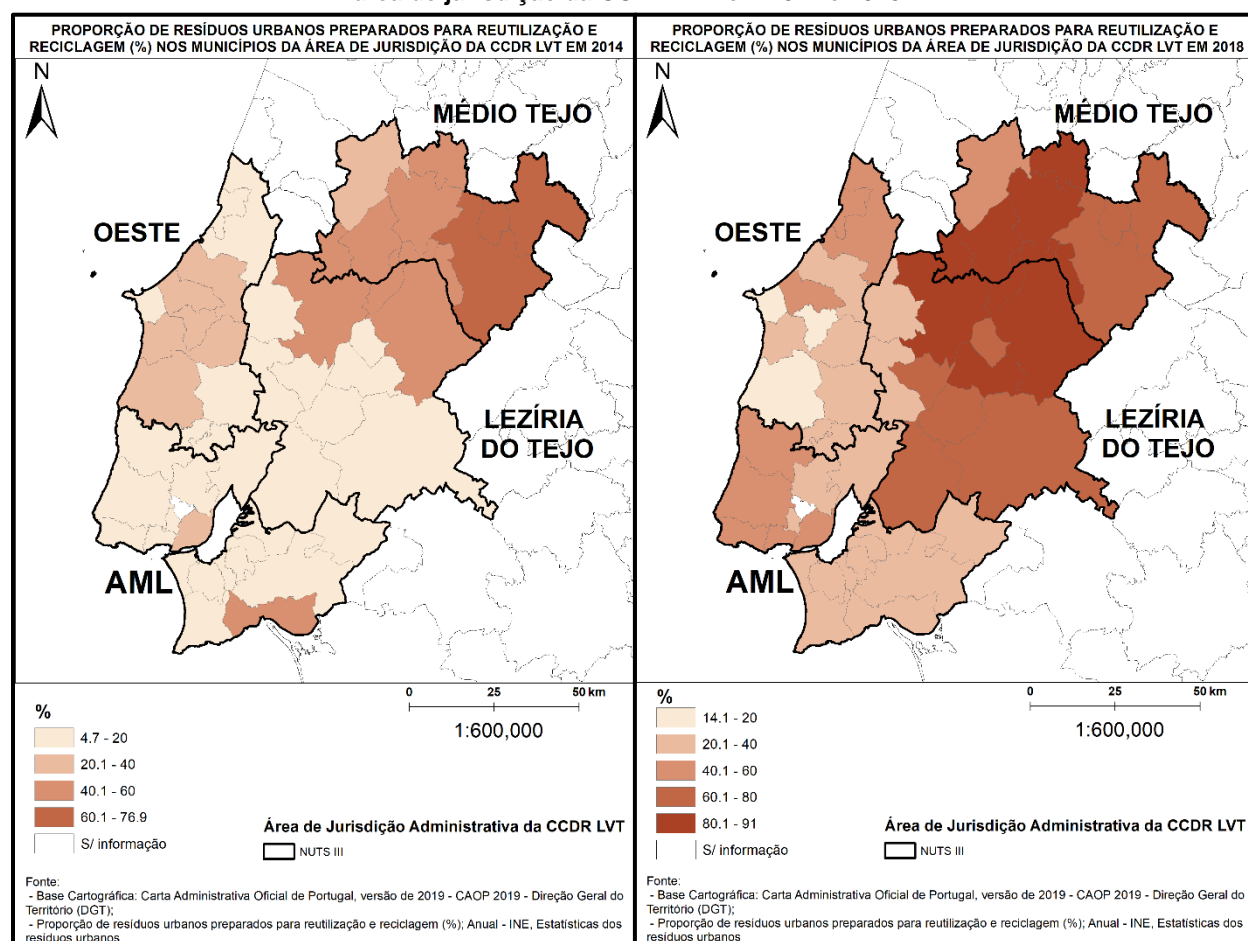 PROPORÇÃO DE RESÍDUOS URBANOS PREPARADOS PARA REUTILIZAÇÃO E
RECICLAGEM (%) NOS MUNICÍPIOS DA ÁREA DE JURISDIÇÃO DA CCDR LVT EM 2014
N
MÉDIO TEJO
OESTE
LEZÍRIA
DO TEJO
AML
0 25 50 km
1:600,000
%
4.7 - 20
20.1 - 40
40.1 - 60
60.1 - 76.9
S/ informação
Área de Jurisdição Administrativa da CCDR LVT
NUTS III
Fonte:
- Base Cartográfica: Carta Administrativa Oficial de Portugal, versão de 2019 - CAOP 2019 - Direção Geral do
Território (DGT);
- Proporção de resíduos urbanos preparados para reutilização e reciclagem (%); Anual - INE, Estatísticas dos
resíduos urbanos
PROPORÇÃO DE RESÍDUOS URBANOS PREPARADOS PARA REUTILIZAÇÃO E
RECICLAGEM (%) NOS MUNICÍPIOS DA ÁREA DE JURISDIÇÃO DA CCDR LVT EM 2018
N
MÉDIO TEJO
OESTE
LEZÍRIA
DO TEJO
AML
0 25 50 km
1:600,000
%
14.1 - 20
20.1 - 40
40.1 - 60
60.1 - 80
80.1 - 91
S/ informação
Área de Jurisdição Administrativa da CCDR LVT
NUTS III
Fonte:
- Base Cartográfica: Carta Administrativa Oficial de Portugal, versão de 2019 - CAOP 2019 - Direção Geral do
Território (DGT);
- Proporção de resíduos urbanos preparados para reutilização e reciclagem (%); Anual - INE, Estatísticas dos
resíduos urbanos